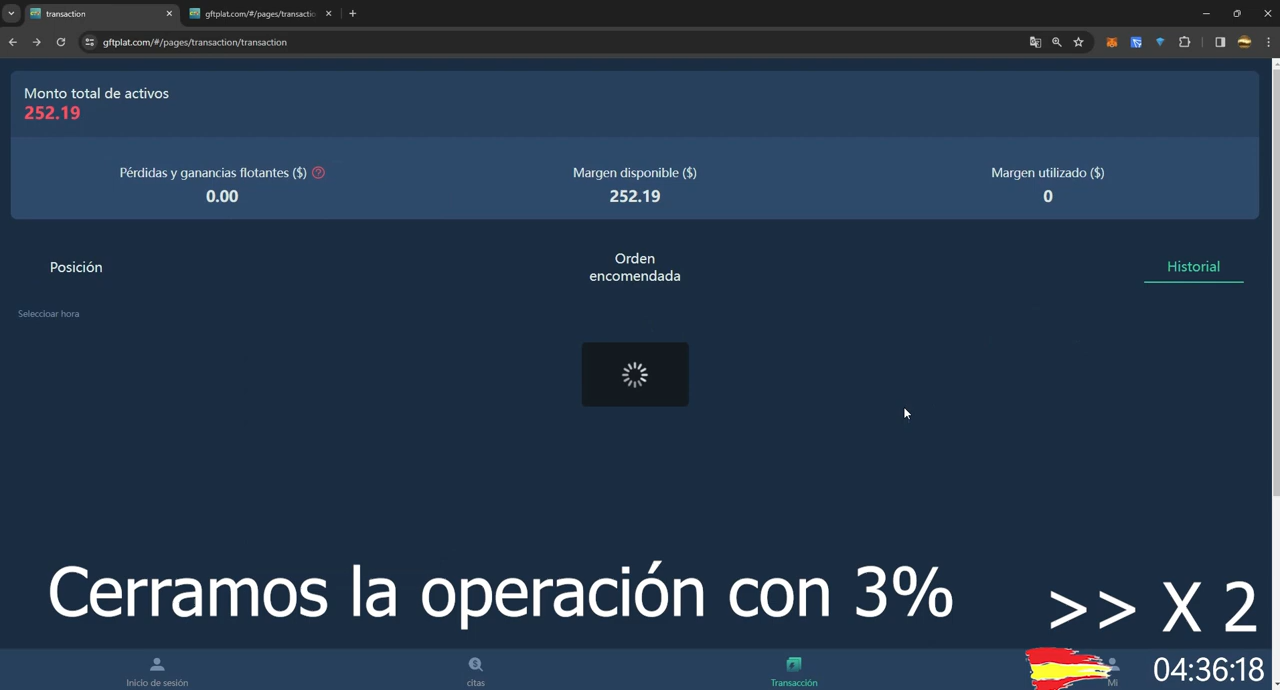 transaction
gftplat.com/#/pages/transactio
gftplat.com/#/pages/transaction/transaction
Monto total de activos
252.19
Pérdidas y ganancias flotantes ($)
0.00
Margen disponible ($)
252.19
Margen utilizado ($)
0
Posición
Orden
encomendada
Historial
Seleccioar hora
Cerramos la operación con 3%
>> X 2
Inicio de sesión
citas
Transacción
Mi
04:36:18